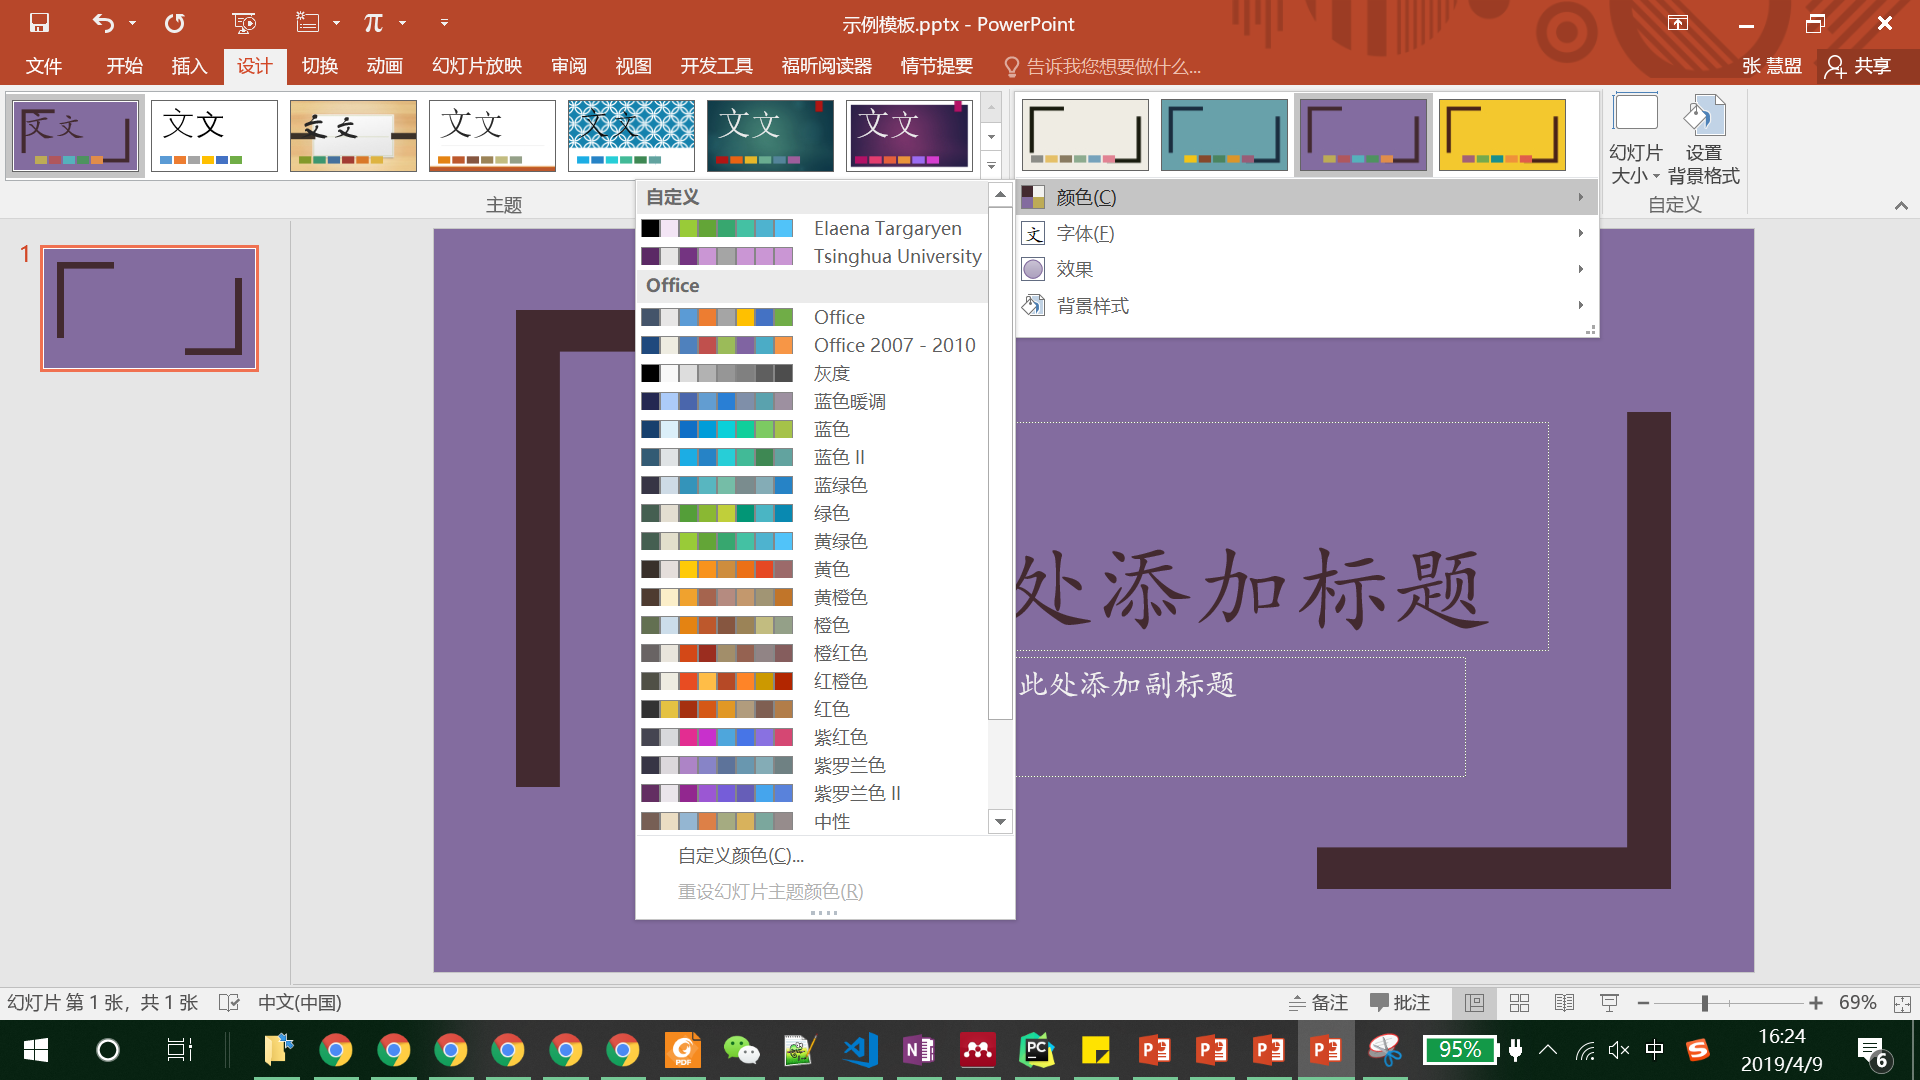 示例模板.pptx - PowerPoint
文件 开始 插入 设计 切换 动画 幻灯片放映 审阅 视图 开发工具 福昕阅读器 情节提要 告诉我您想要做什么... 张 慧盟 共享
文文 文文 文文 文文 文文 文文 文文
幻灯片 设置
大小 背景格式
主题
自定义
自定义
Elaena Targaryen
Tsinghua University
Office
Office
Office 2007 - 2010
灰度
蓝色暖调
蓝色
蓝色 II
蓝绿色
绿色
黄绿色
黄色
黄橙色
橙色
橙红色
红橙色
红色
紫红色
紫罗兰色
紫罗兰色 II
中性
自定义颜色(C)...
重设幻灯片主题颜色(R)
颜色(C)
文 字体(F)
效果
背景样式
1
处添加标题
此处添加副标题
幻灯片 第 1 张，共 1 张 中文(中国) 备注 批注 69%
PDF
N
PC
P
P
P
P
95%
中
S
16:24
2019/4/9
6